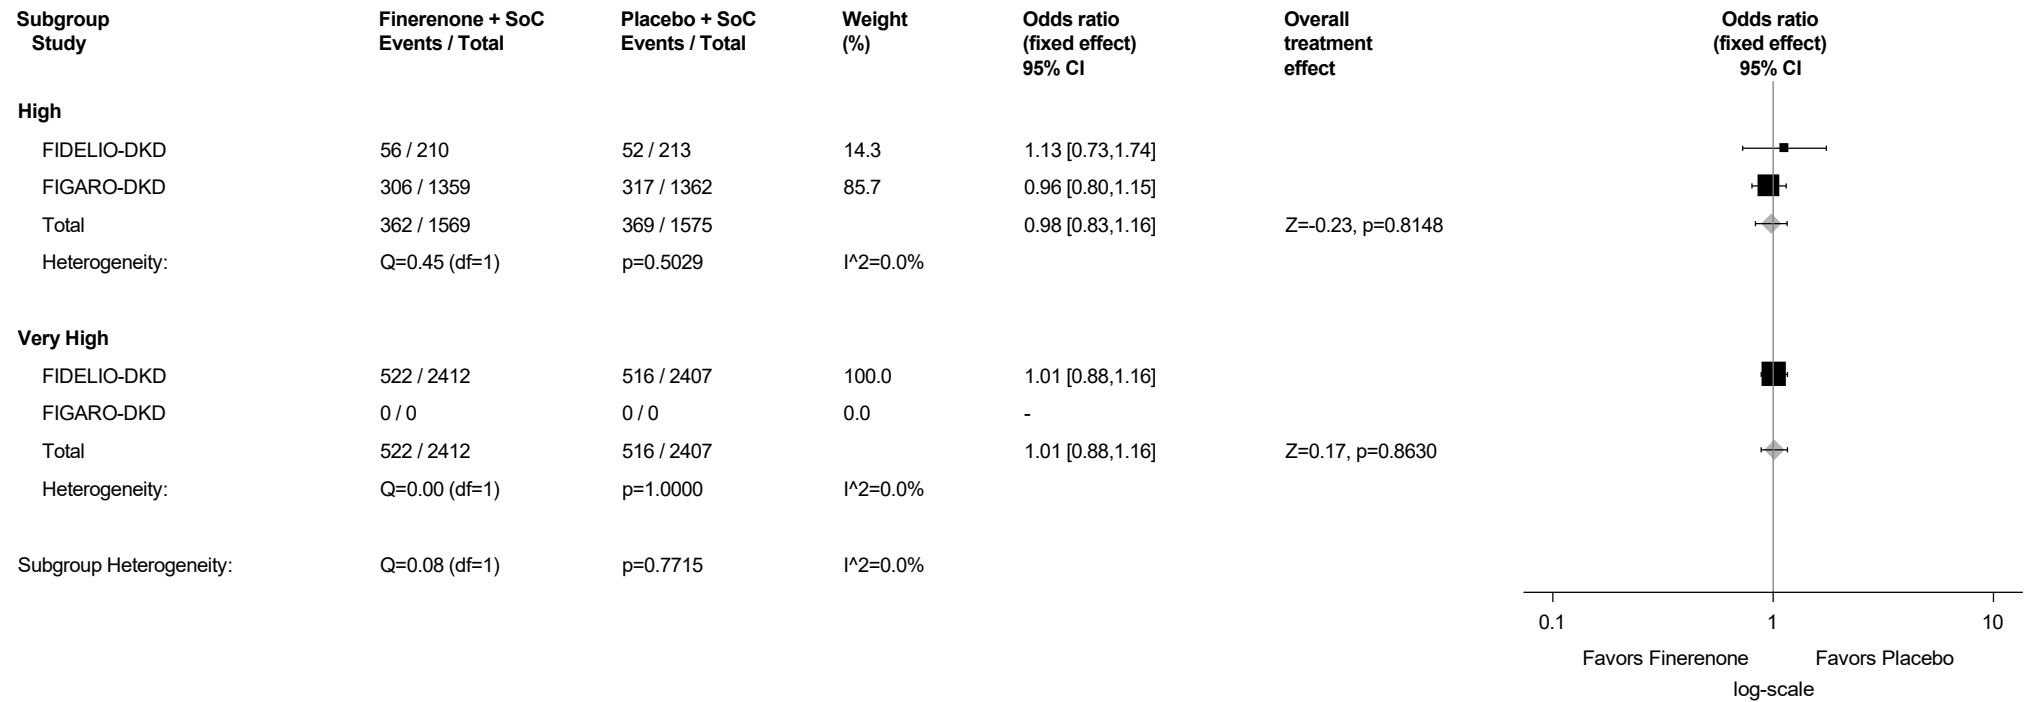 Subgroup Finerenone + SoC Placebo + SoC Weight Odds ratio Overall Odds ratio
Study Events / Total Events / Total (%) (fixed effect) treatment (fixed effect)
95% CI effect 95% CI
High
FIDELIO-DKD 56 / 210 52 / 213 14.3 1.13 [0.73,1.74]
FIGARO-DKD 306 / 1359 317 / 1362 85.7 0.96 [0.80,1.15]
Total 362 / 1569 369 / 1575 0.98 [0.83,1.16] Z=-0.23, p=0.8148
Heterogeneity: Q=0.45 (df=1) p=0.5029 I^2=0.0%
Very High
FIDELIO-DKD 522 / 2412 516 / 2407 100.0 1.01 [0.88,1.16]
FIGARO-DKD 0 / 0 0 / 0 0.0 -
Total 522 / 2412 516 / 2407 1.01 [0.88,1.16] Z=0.17, p=0.8630
Heterogeneity: Q=0.00 (df=1) p=1.0000 I^2=0.0%
Subgroup Heterogeneity: Q=0.08 (df=1) p=0.7715 I^2=0.0%
0.1 1 10
Favors Finerenone Favors Placebo
log-scale